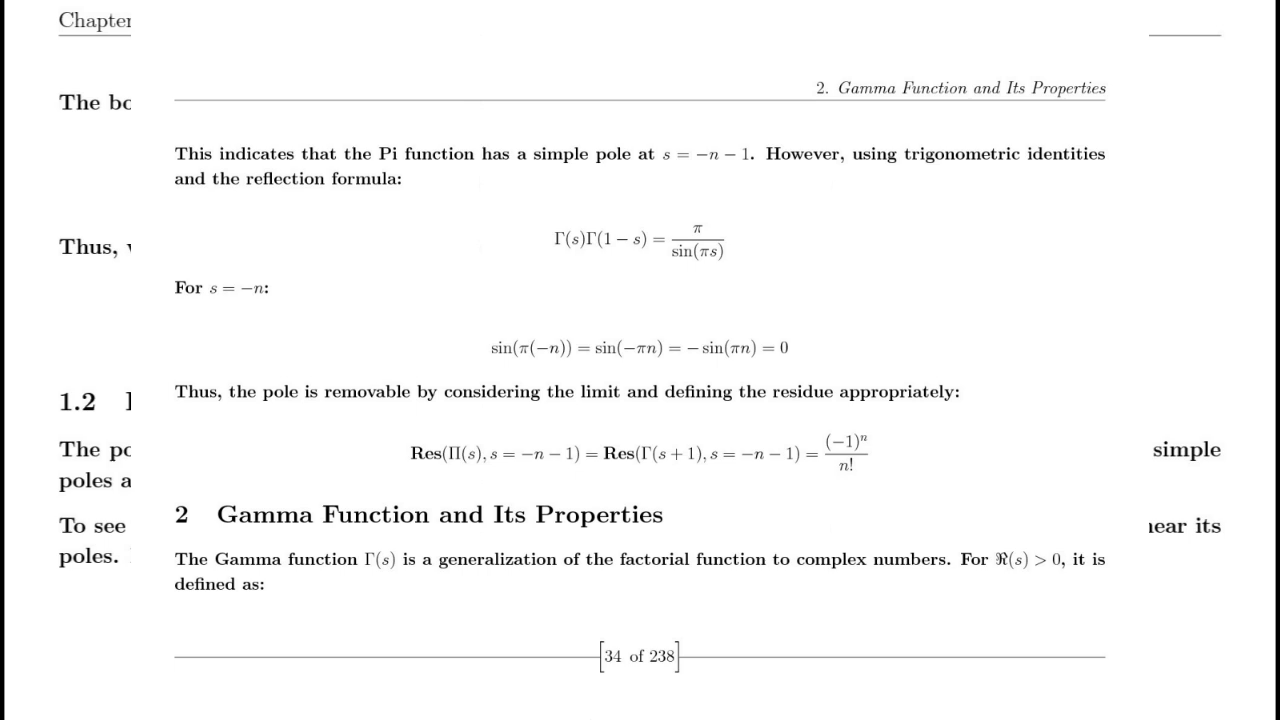 Chapter
The
Thus,
1.2
The
poles
To see
poles.
simple
its
2. Gamma Function and Its Properties
This indicates that the Pi function has a simple pole at s = −n − 1. However, using trigonometric identities
and the reflection formula:
Γ(s)Γ(1 − s) = π / sin(πs)
For s = −n:
sin(π(−n)) = sin(−πn) = − sin(πn) = 0
Thus, the pole is removable by considering the limit and defining the residue appropriately:
Res(Π(s), s = −n − 1) = Res(Γ(s + 1), s = −n − 1) = (−1)ⁿ / n!
2 Gamma Function and Its Properties
The Gamma function Γ(s) is a generalization of the factorial function to complex numbers. For ℜ(s) > 0, it is
defined as:
34 of 238